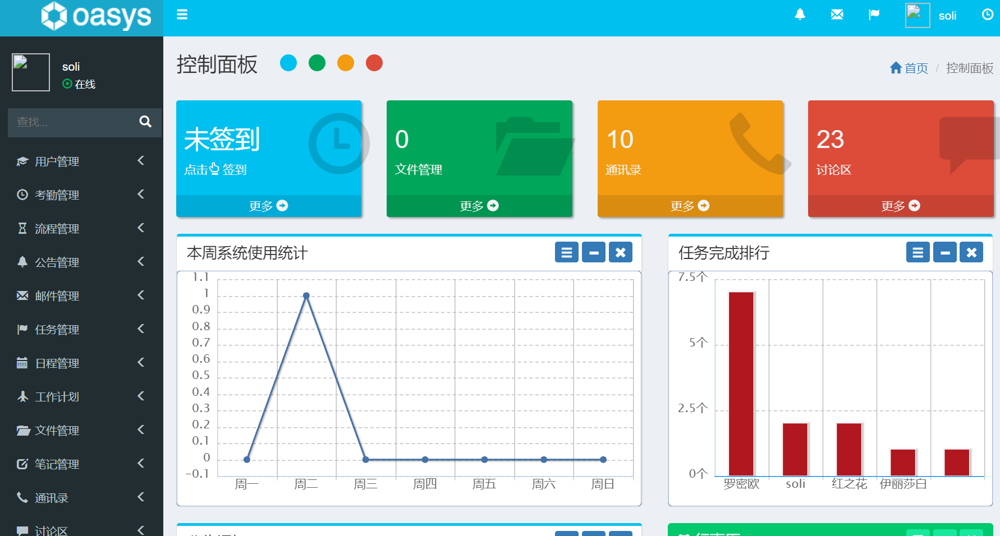 oasys
soli
soli
在线
查找...
用户管理
考勤管理
流程管理
公告管理
邮件管理
任务管理
日程管理
工作计划
文件管理
笔记管理
通讯录
讨论区
控制面板
首页 / 控制面板
未签到
点击 签到
更多
0
文件管理
更多
10
通讯录
更多
23
讨论区
更多
本周系统使用统计
1.1
1
0.9
0.8
0.7
0.6
0.5
0.4
0.3
0.2
0.1
0
-0.1
周一 周二 周三 周四 周五 周六 周日
任务完成排行
7.5个
5个
2.5个
0个
罗密欧 soli 红之花 伊丽莎白